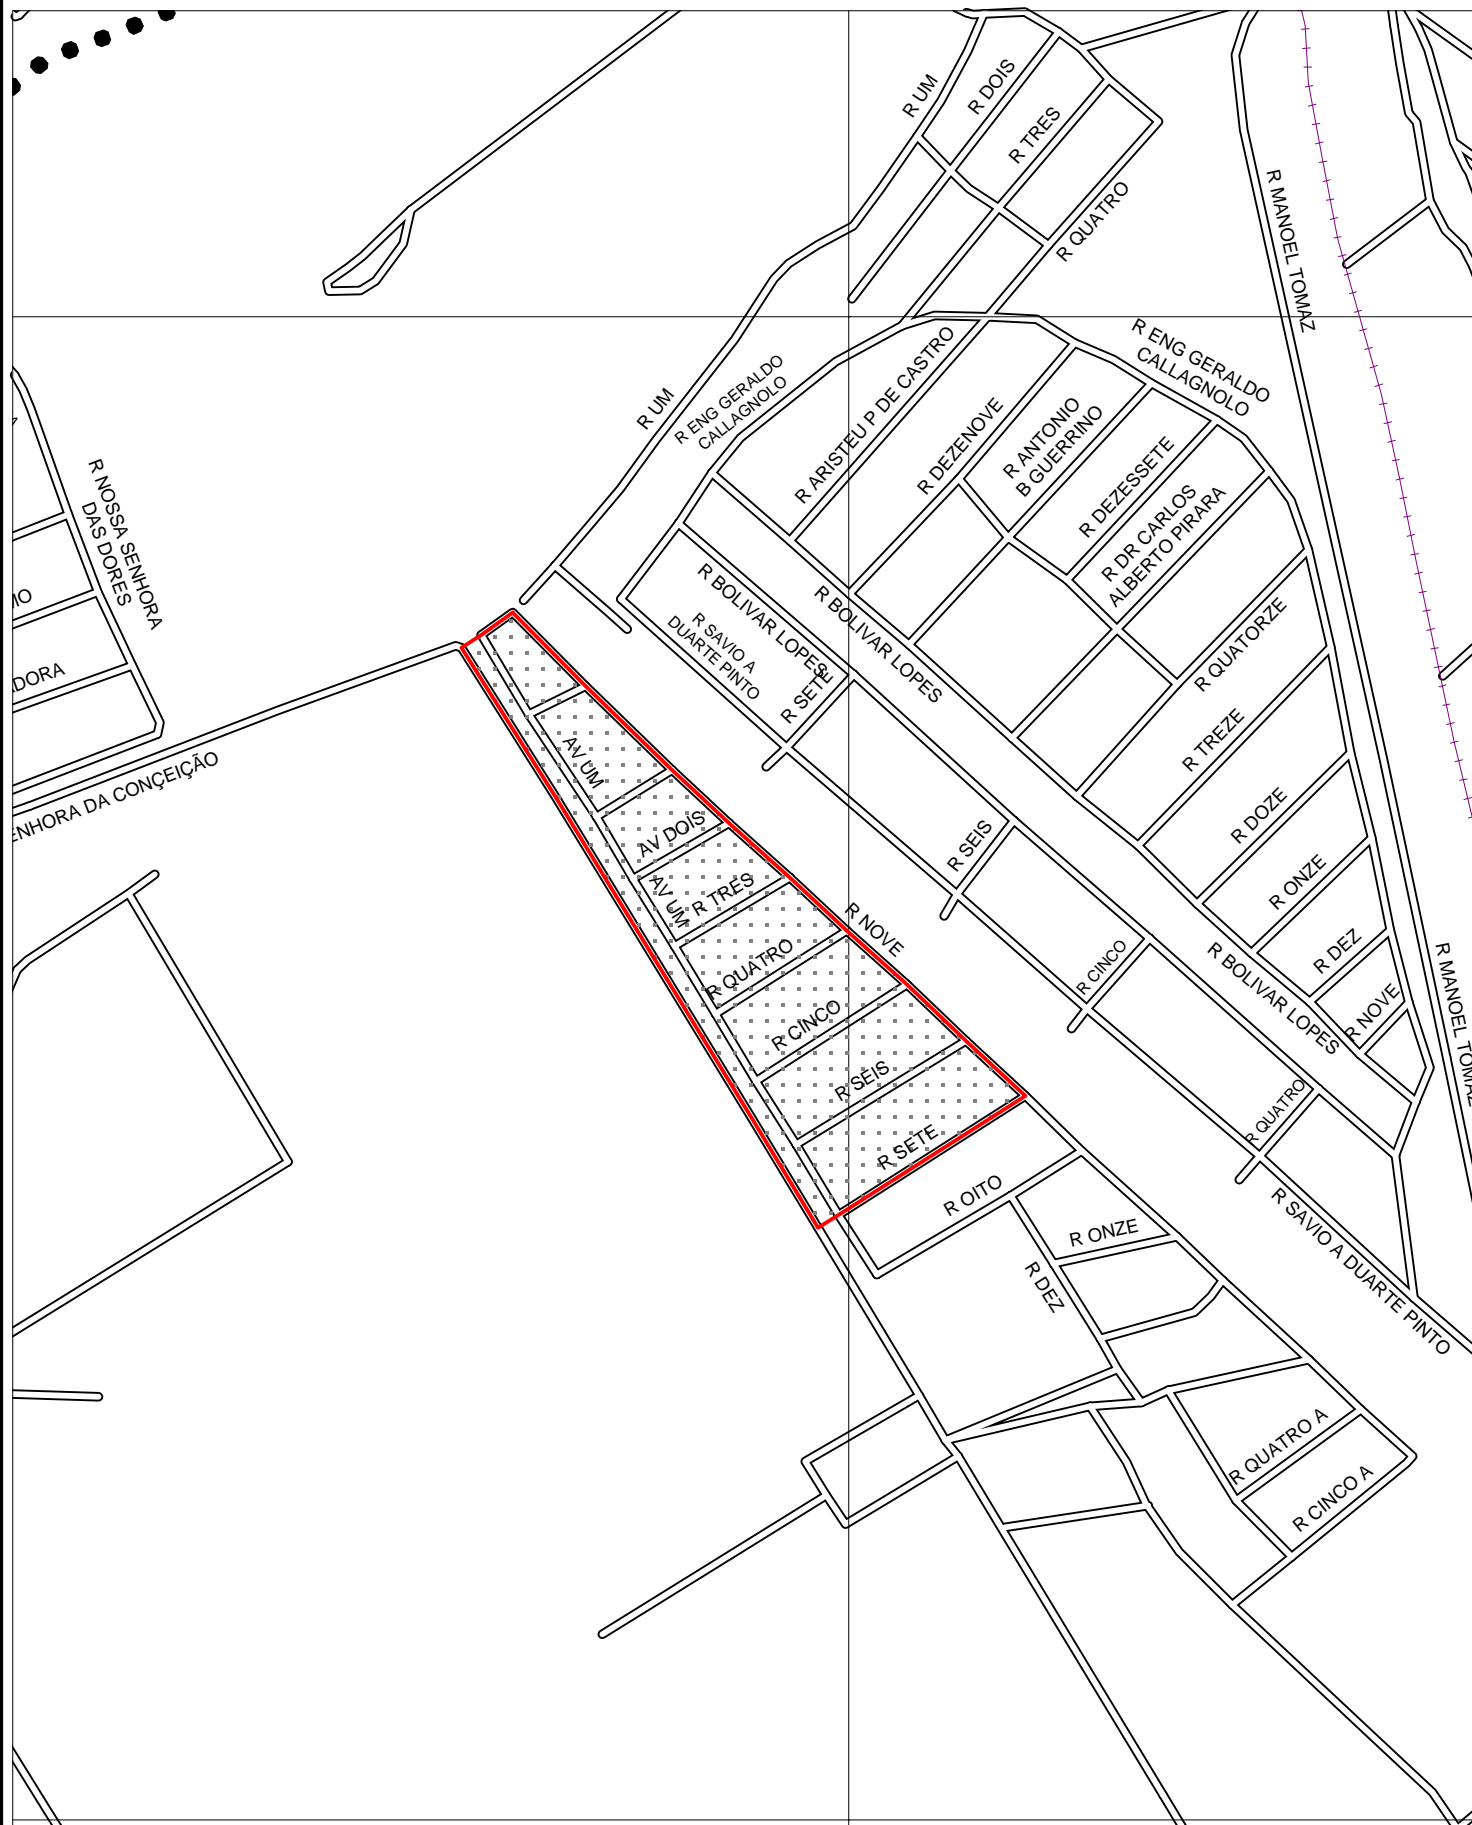 R UM
R DOIS
R TRES
R QUATRO
R MANOEL TOMAZ
R ENG GERALDO
CALLAGNOLO
R ENG GERALDO
CALLAGNOLO
R UM
R ARISTEU P DE CASTRO
R DEZENOVE
R ANTONIO
B GUERRINO
R DEZESSETE
R DR CARLOS
ALBERTO PIRARA
R NOSSA SENHORA
DAS DORES
R BOLIVAR LOPES
R BOLIVAR LOPES
R SAVIO A
DUARTE PINTO
R SETE
R QUATORZE
R TREZE
R DOZE
R ONZE
R DEZ
R NOVE
IO
DORA
ENHORA DA CONÇEIÇÃO
AV UM
AV DOIS
AV UM
R TRES
R QUATRO
R CINCO
R SEIS
R SETE
R NOVE
R SEIS
R CINCO
R QUATRO
R BOLIVAR LOPES
R MANOEL TOMAZ
R SAVIO A DUARTE PINTO
R OITO
R ONZE
R DEZ
R QUATRO A
R CINCO A